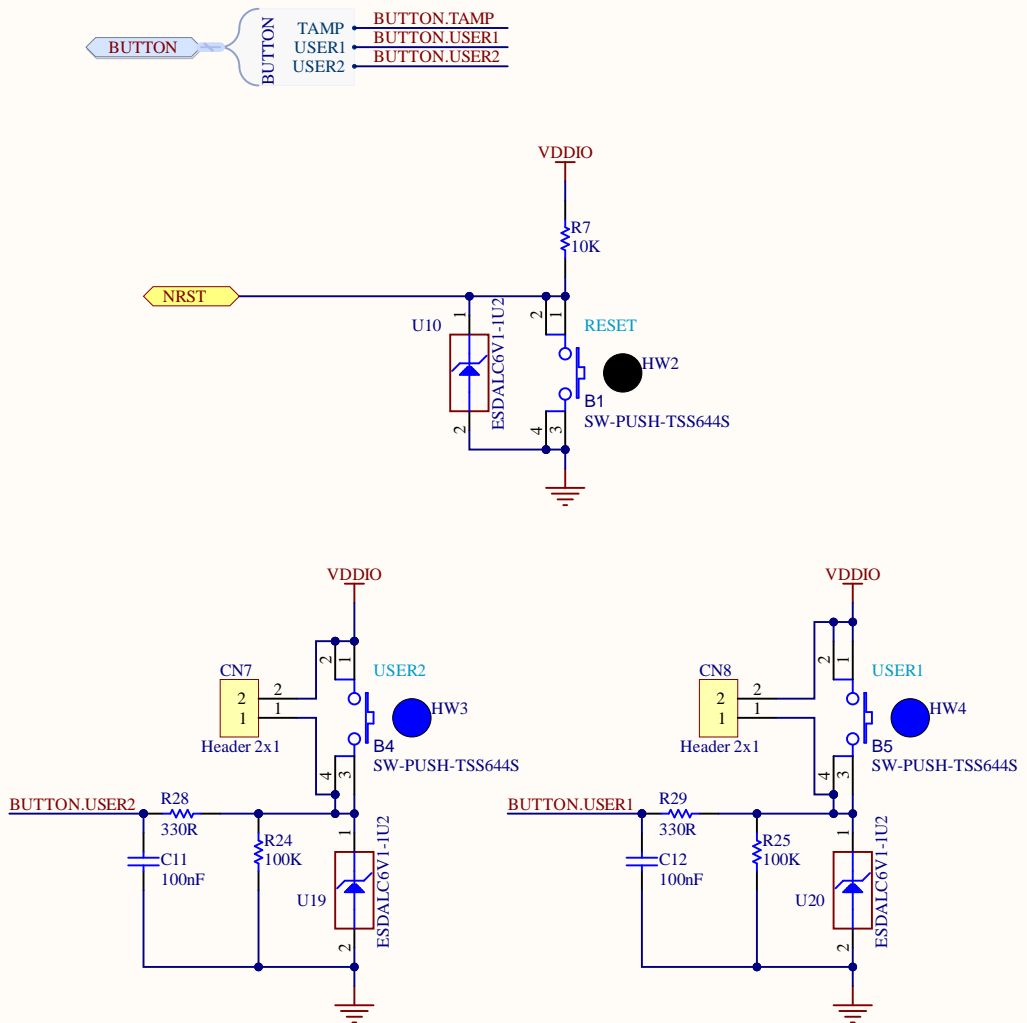 BUTTON
BUTTON
TAMP
USER1
USER2
BUTTON.TAMP
BUTTON.USER1
BUTTON.USER2
VDDIO
R7
10K
NRST
2
1
RESET
U10
1
2
ESDALC6V1-1U2
HW2
B1
SW-PUSH-TSS644S
4
3
VDDIO
2
1
USER2
CN7
2
1
2
1
Header 2x1
HW3
B4
SW-PUSH-TSS644S
4
3
BUTTON.USER2
R28
330R
R24
100K
C11
100nF
1
U19
2
ESDALC6V1-1U2
VDDIO
2
1
USER1
CN8
2
1
2
1
Header 2x1
HW4
B5
SW-PUSH-TSS644S
4
3
BUTTON.USER1
R29
330R
R25
100K
C12
100nF
1
U20
2
ESDALC6V1-1U2